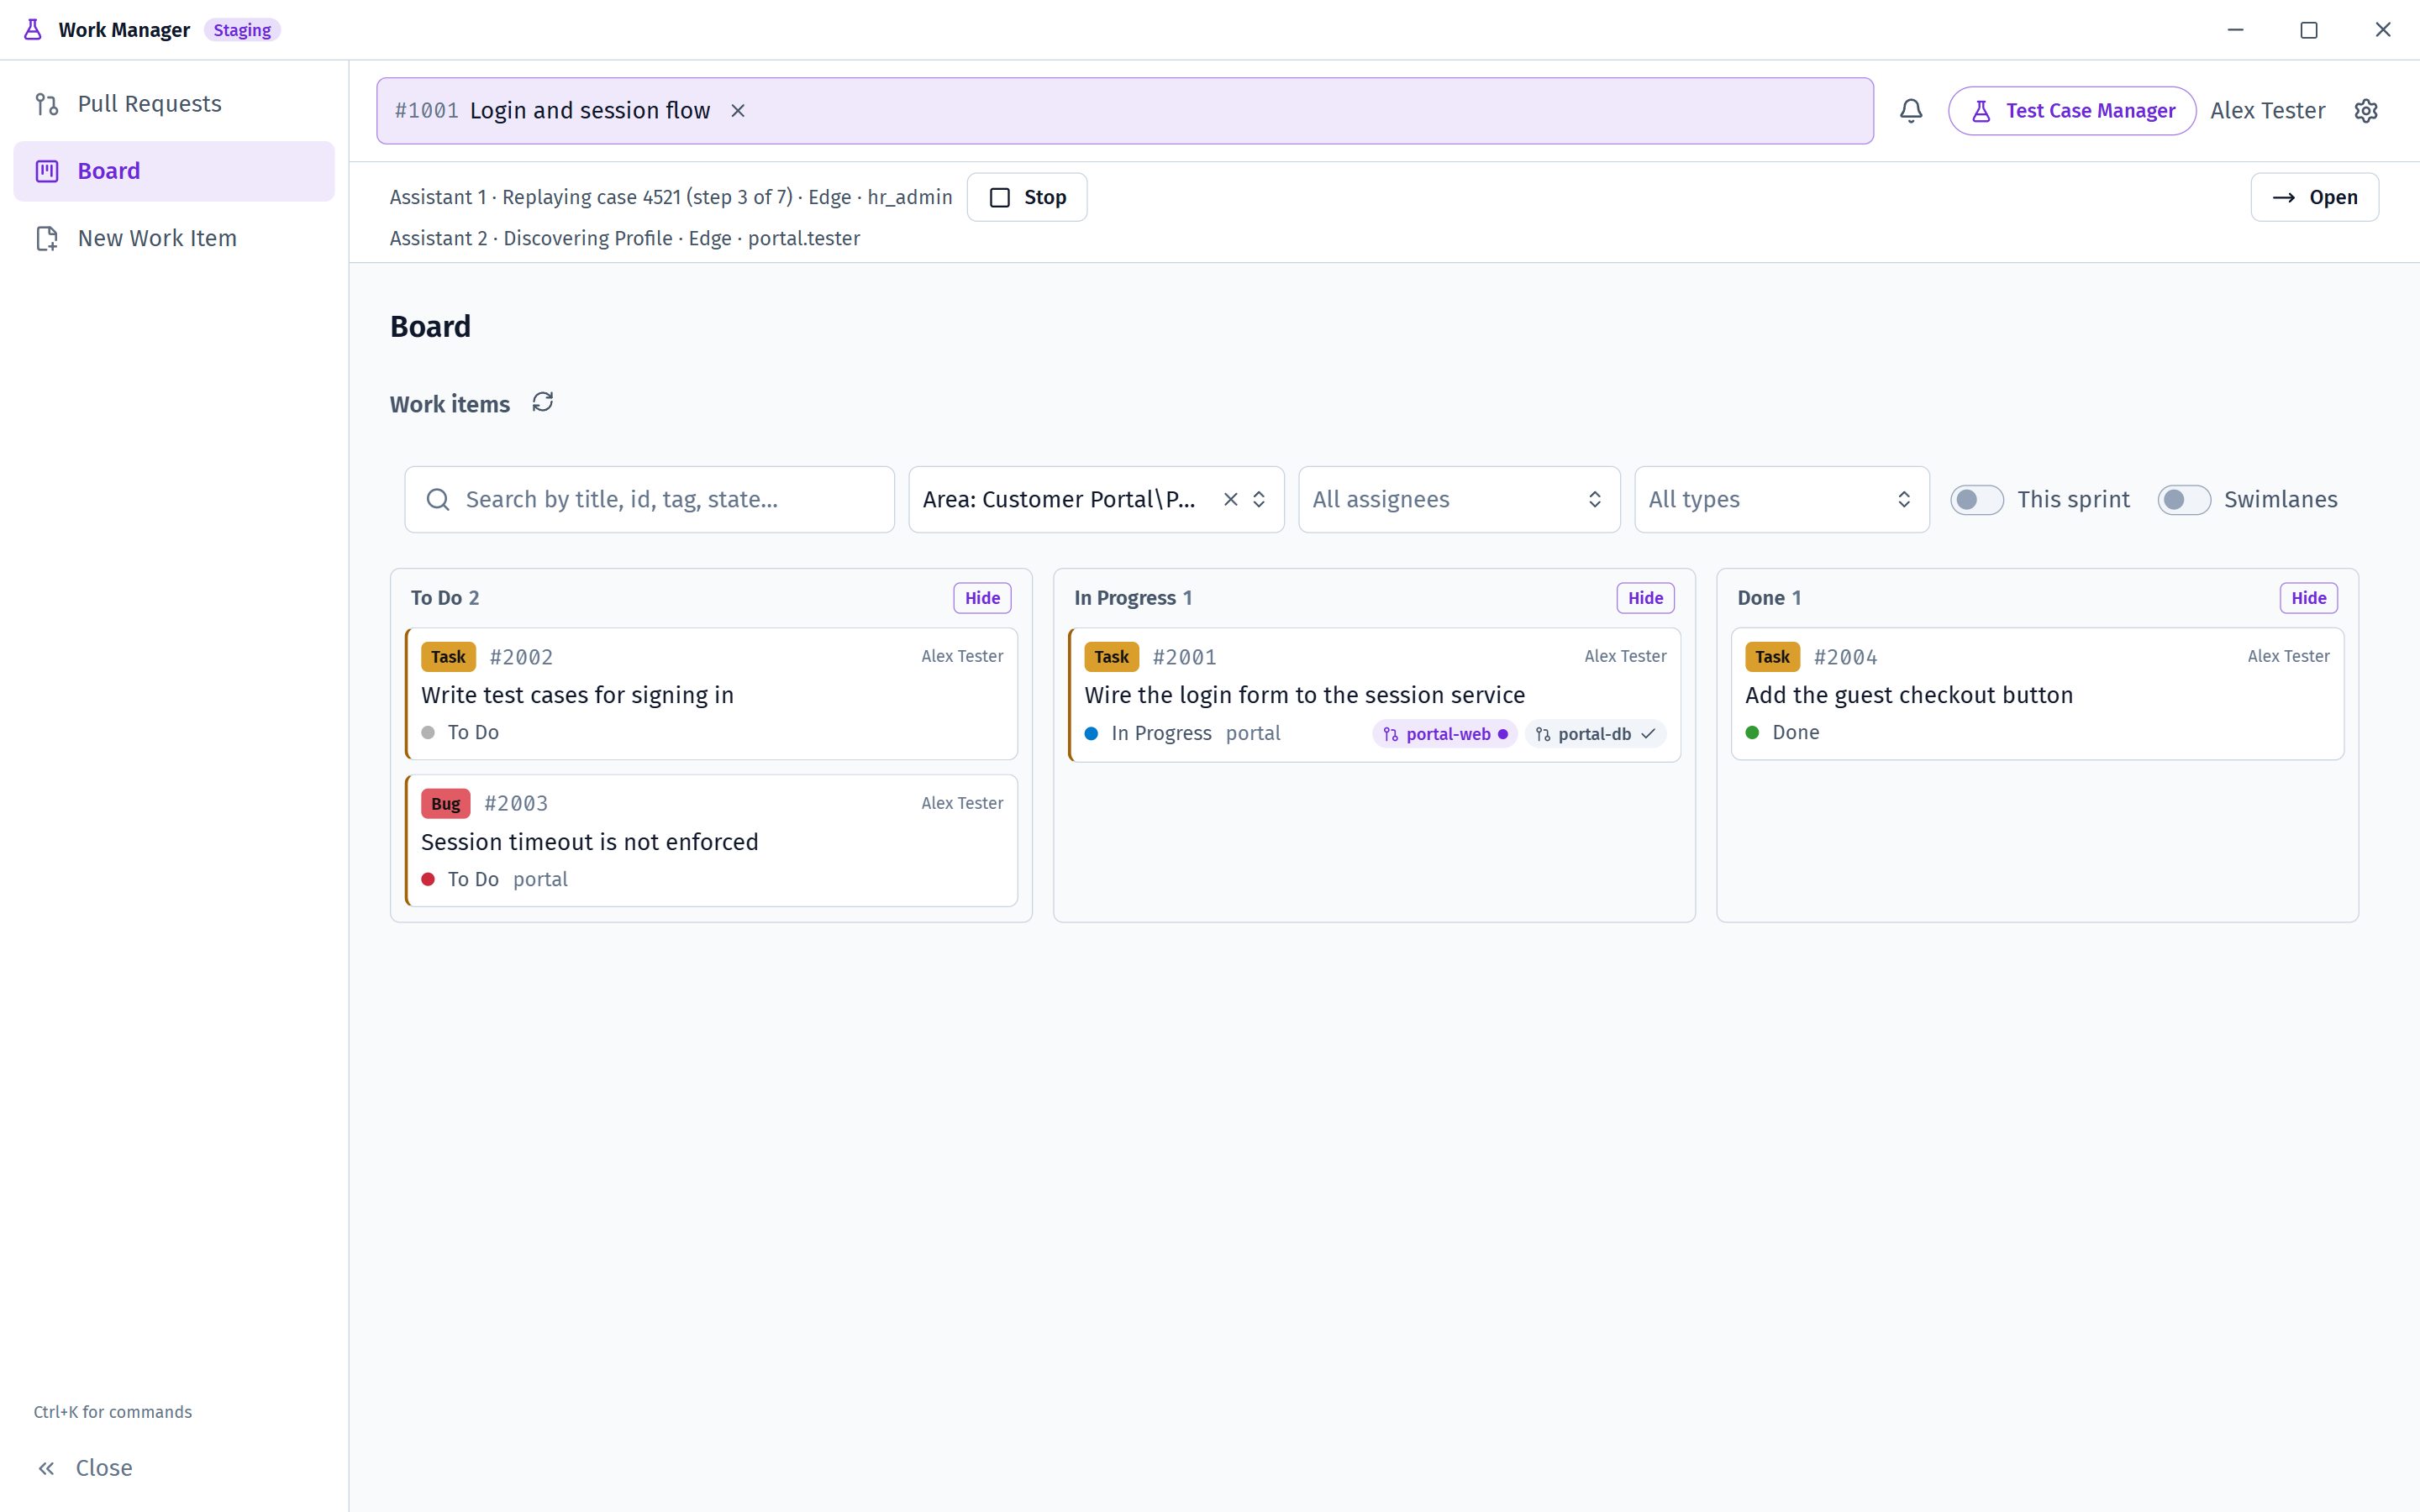 Work Manager Staging
Pull Requests
Board
New Work Item
#1001 Login and session flow
Test Case Manager Alex Tester
Assistant 1 · Replaying case 4521 (step 3 of 7) · Edge · hr_admin Stop Open
Assistant 2 · Discovering Profile · Edge · portal.tester
Board
Work items
Search by title, id, tag, state... Area: Customer Portal\P... All assignees All types This sprint Swimlanes
To Do 2 Hide
Task #2002 Alex Tester
Write test cases for signing in
To Do
Bug #2003 Alex Tester
Session timeout is not enforced
To Do portal
In Progress 1 Hide
Task #2001 Alex Tester
Wire the login form to the session service
In Progress portal portal-web portal-db
Done 1 Hide
Task #2004 Alex Tester
Add the guest checkout button
Done
Ctrl+K for commands
Close